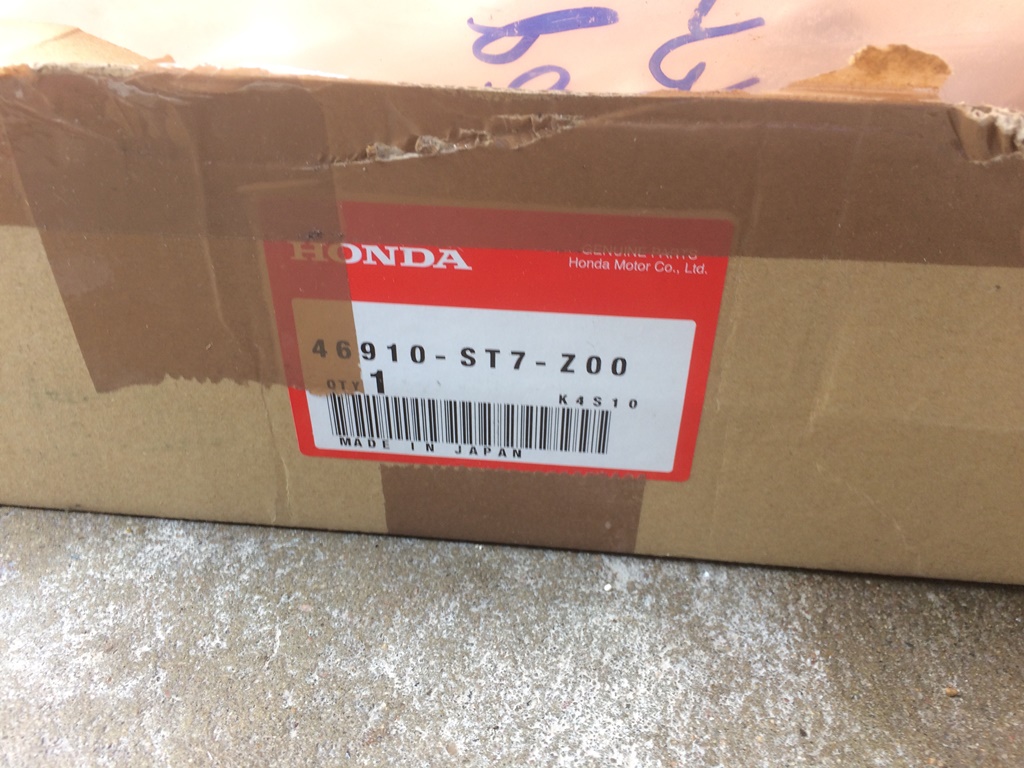 HONDA
GENUINE PARTS
Honda Motor Co., Ltd.
46910-ST7-Z00
QTY 1
K4S10
MADE IN JAPAN